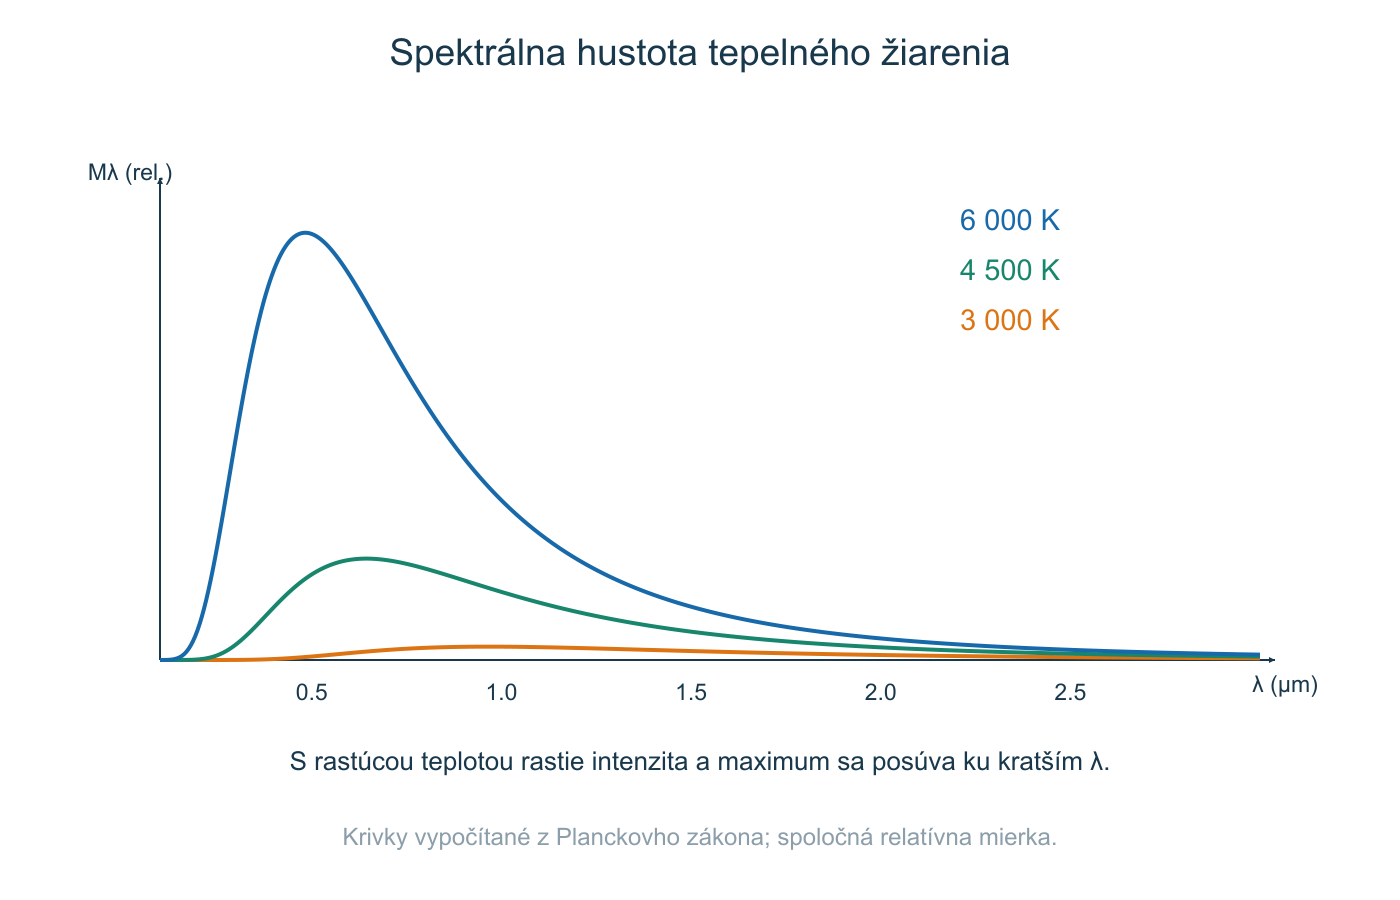 Spektrálna hustota tepelného žiarenia
Mλ (rel.)
6 000 K
4 500 K
3 000 K
0.5 1.0 1.5 2.0 2.5
λ (μm)
S rastúcou teplotou rastie intenzita a maximum sa posúva ku kratším λ.
Krivky vypočítané z Planckovho zákona; spoločná relatívna mierka.